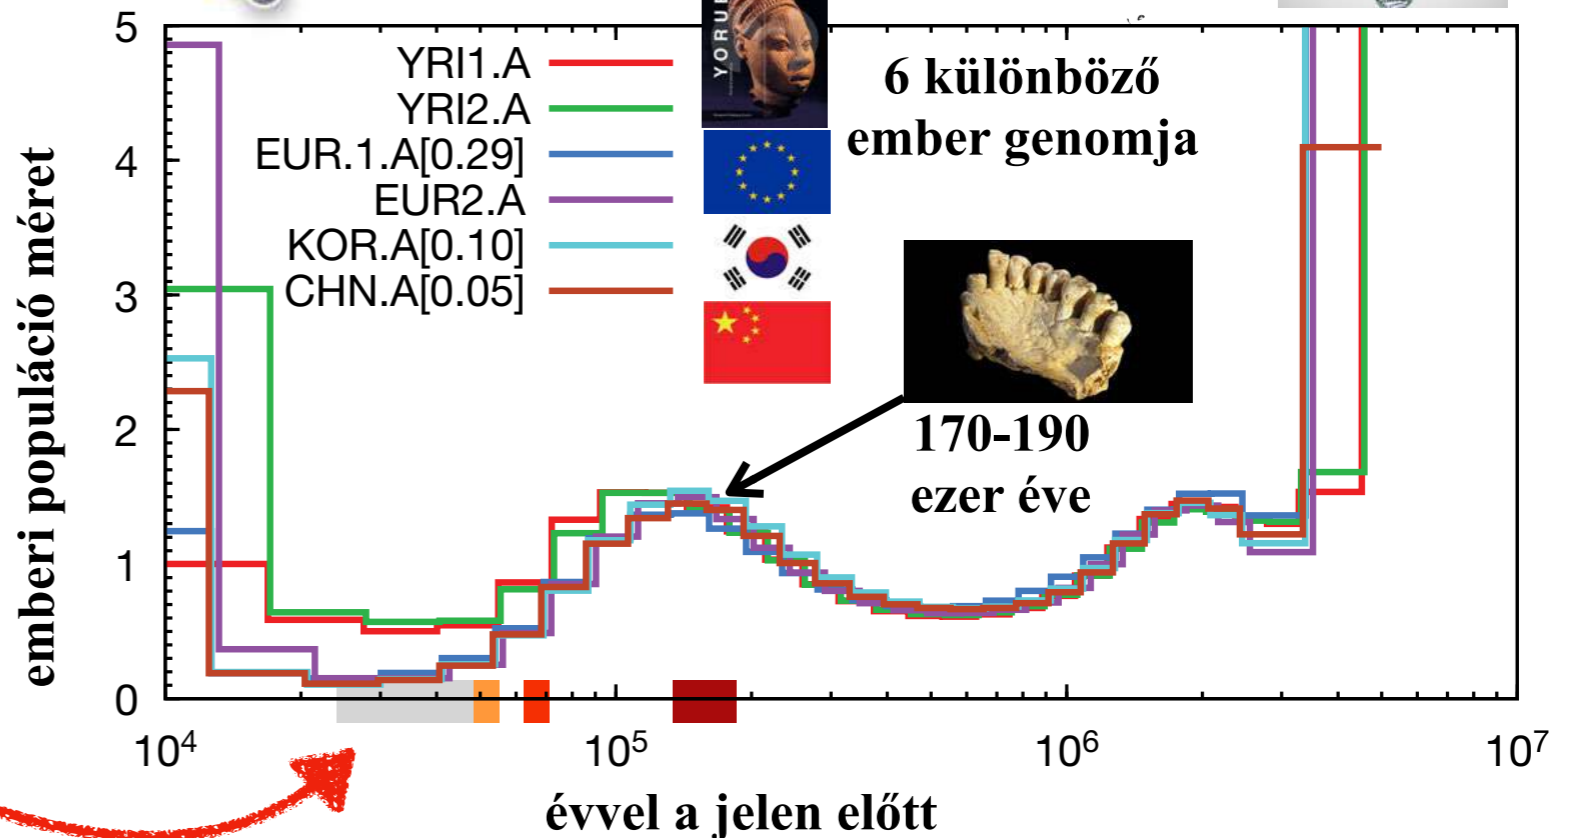 5
4
3
2
1
0
emberi populáció méret
YRI1.A
YRI2.A
EUR.1.A[0.29]
EUR2.A
KOR.A[0.10]
CHN.A[0.05]
YORU
6 különböző
ember genomja
170-190
ezer éve
10⁴
10⁵
10⁶
10⁷
évvel a jelen előtt